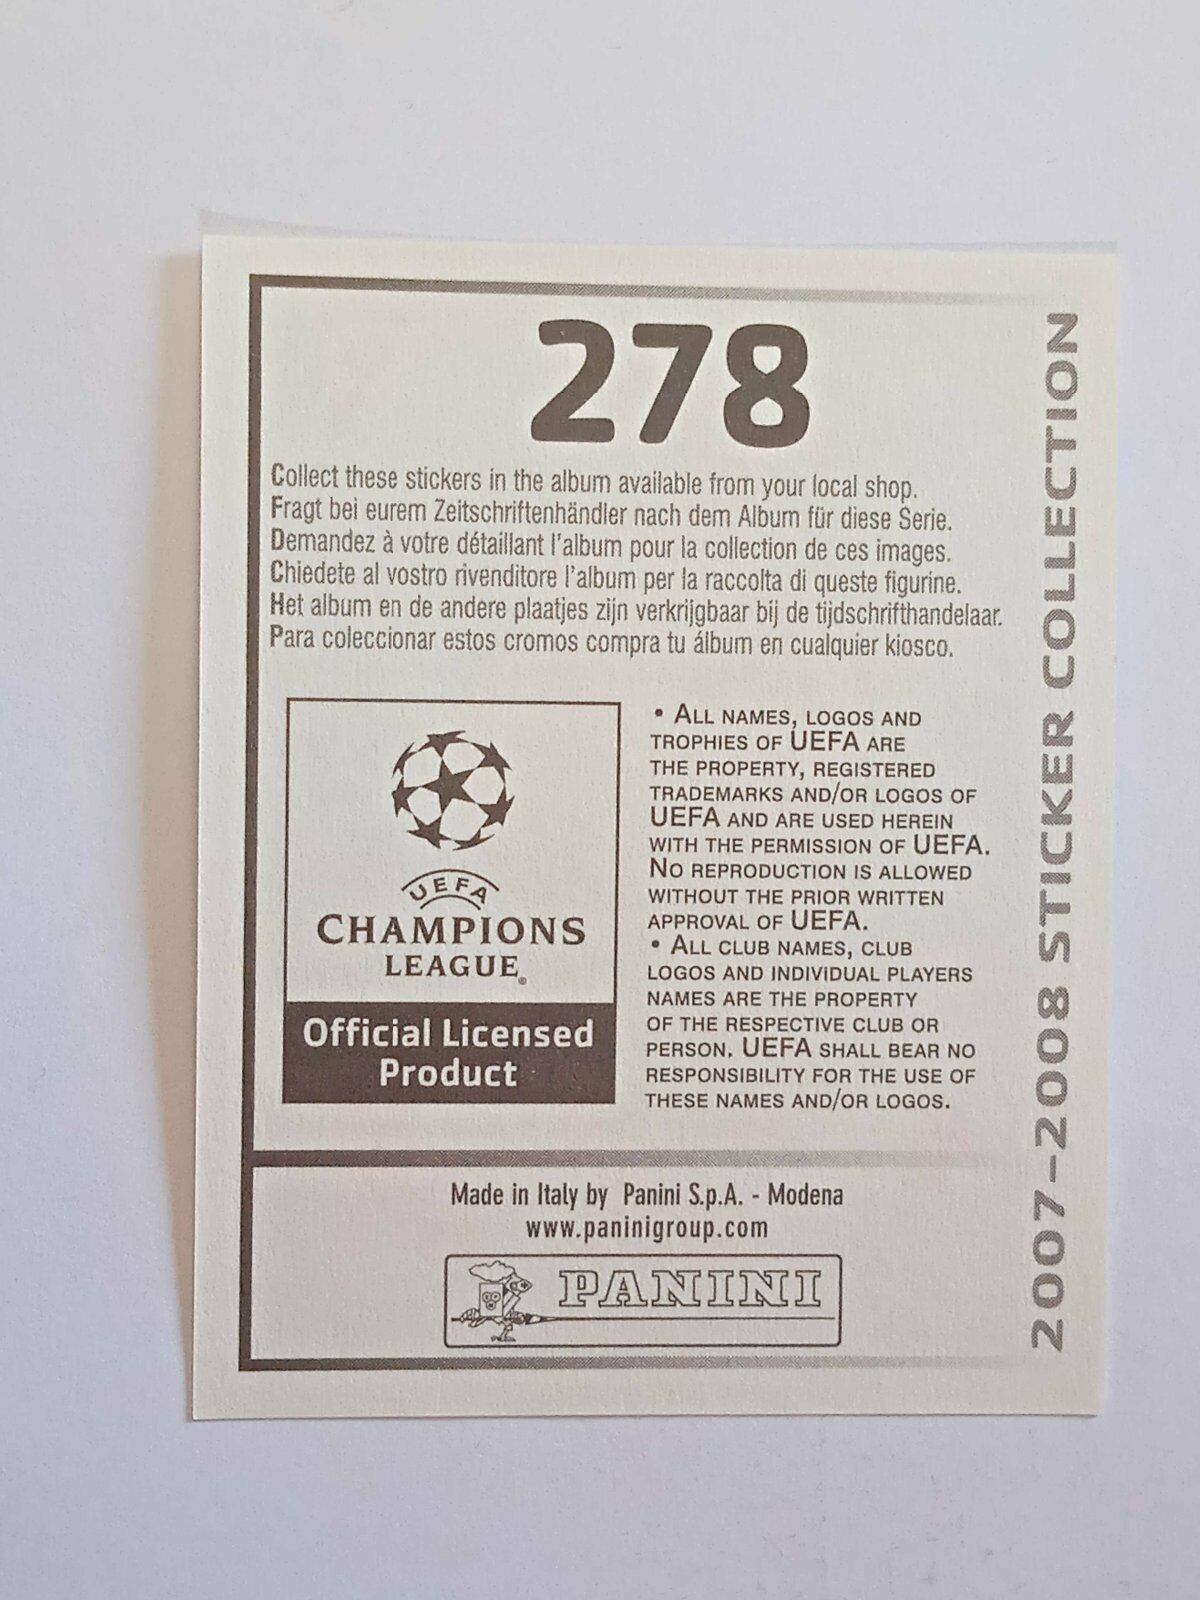 278
Collect these stickers in the album available from your local shop.
Fragt bei eurem Zeitschriftenhändler nach dem Album für diese Serie.
Demandez à votre détaillant l'album pour la collection de ces images.
Chiedete al vostro rivenditore l'album per la raccolta di queste figurine.
Het album en de andere plaatjes zijn verkrijgbaar bij de tijdschrifthandelaar.
Para coleccionar estos cromos compra tu álbum en cualquier kiosco.
UEFA
CHAMPIONS
LEAGUE®
Official Licensed
Product
• ALL NAMES, LOGOS AND
TROPHIES OF UEFA ARE
THE PROPERTY, REGISTERED
TRADEMARKS AND/OR LOGOS OF
UEFA AND ARE USED HEREIN
WITH THE PERMISSION OF UEFA.
NO REPRODUCTION IS ALLOWED
WITHOUT THE PRIOR WRITTEN
APPROVAL OF UEFA.
• ALL CLUB NAMES, CLUB
LOGOS AND INDIVIDUAL PLAYERS
NAMES ARE THE PROPERTY
OF THE RESPECTIVE CLUB OR
PERSON. UEFA SHALL BEAR NO
RESPONSIBILITY FOR THE USE OF
THESE NAMES AND/OR LOGOS.
Made in Italy by Panini S.p.A. - Modena
www.paninigroup.com
PANINI
2007-2008 STICKER COLLECTION